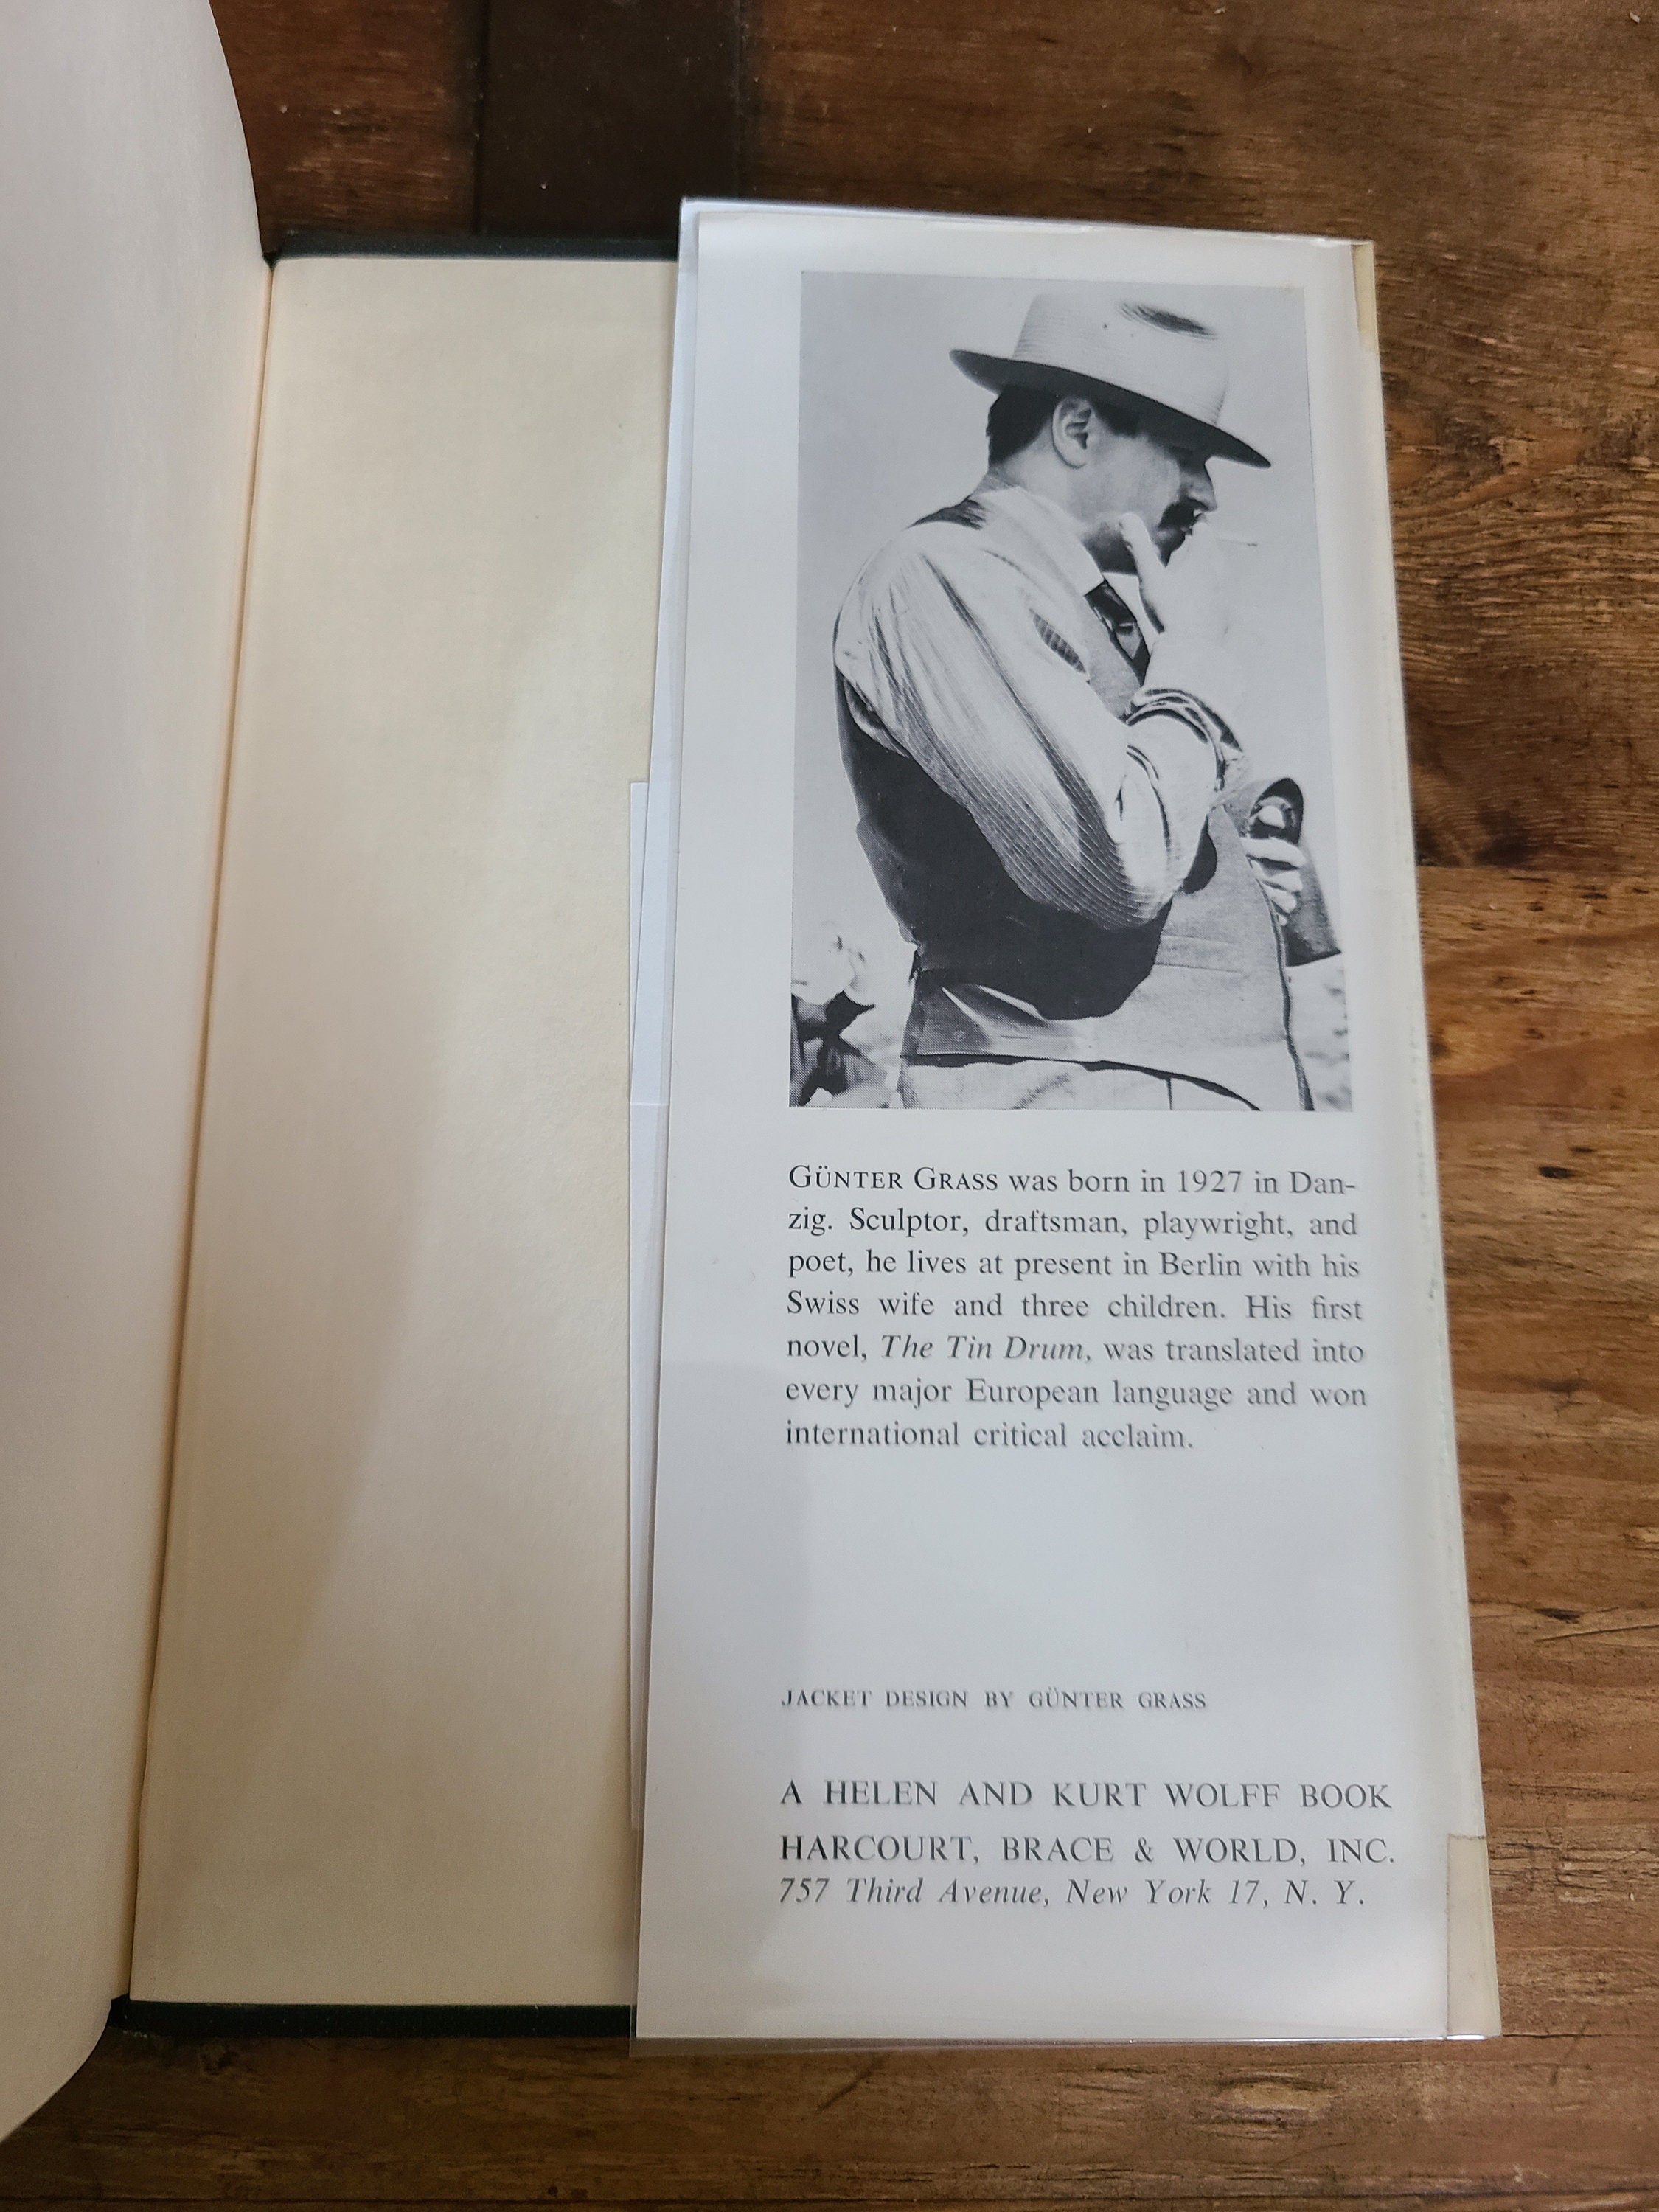 GÜNTER GRASS was born in 1927 in Dan-
zig. Sculptor, draftsman, playwright, and
poet, he lives at present in Berlin with his
Swiss wife and three children. His first
novel, The Tin Drum, was translated into
every major European language and won
international critical acclaim.
JACKET DESIGN BY GÜNTER GRASS
A HELEN AND KURT WOLFF BOOK
HARCOURT, BRACE & WORLD, INC.
757 Third Avenue, New York 17, N. Y.